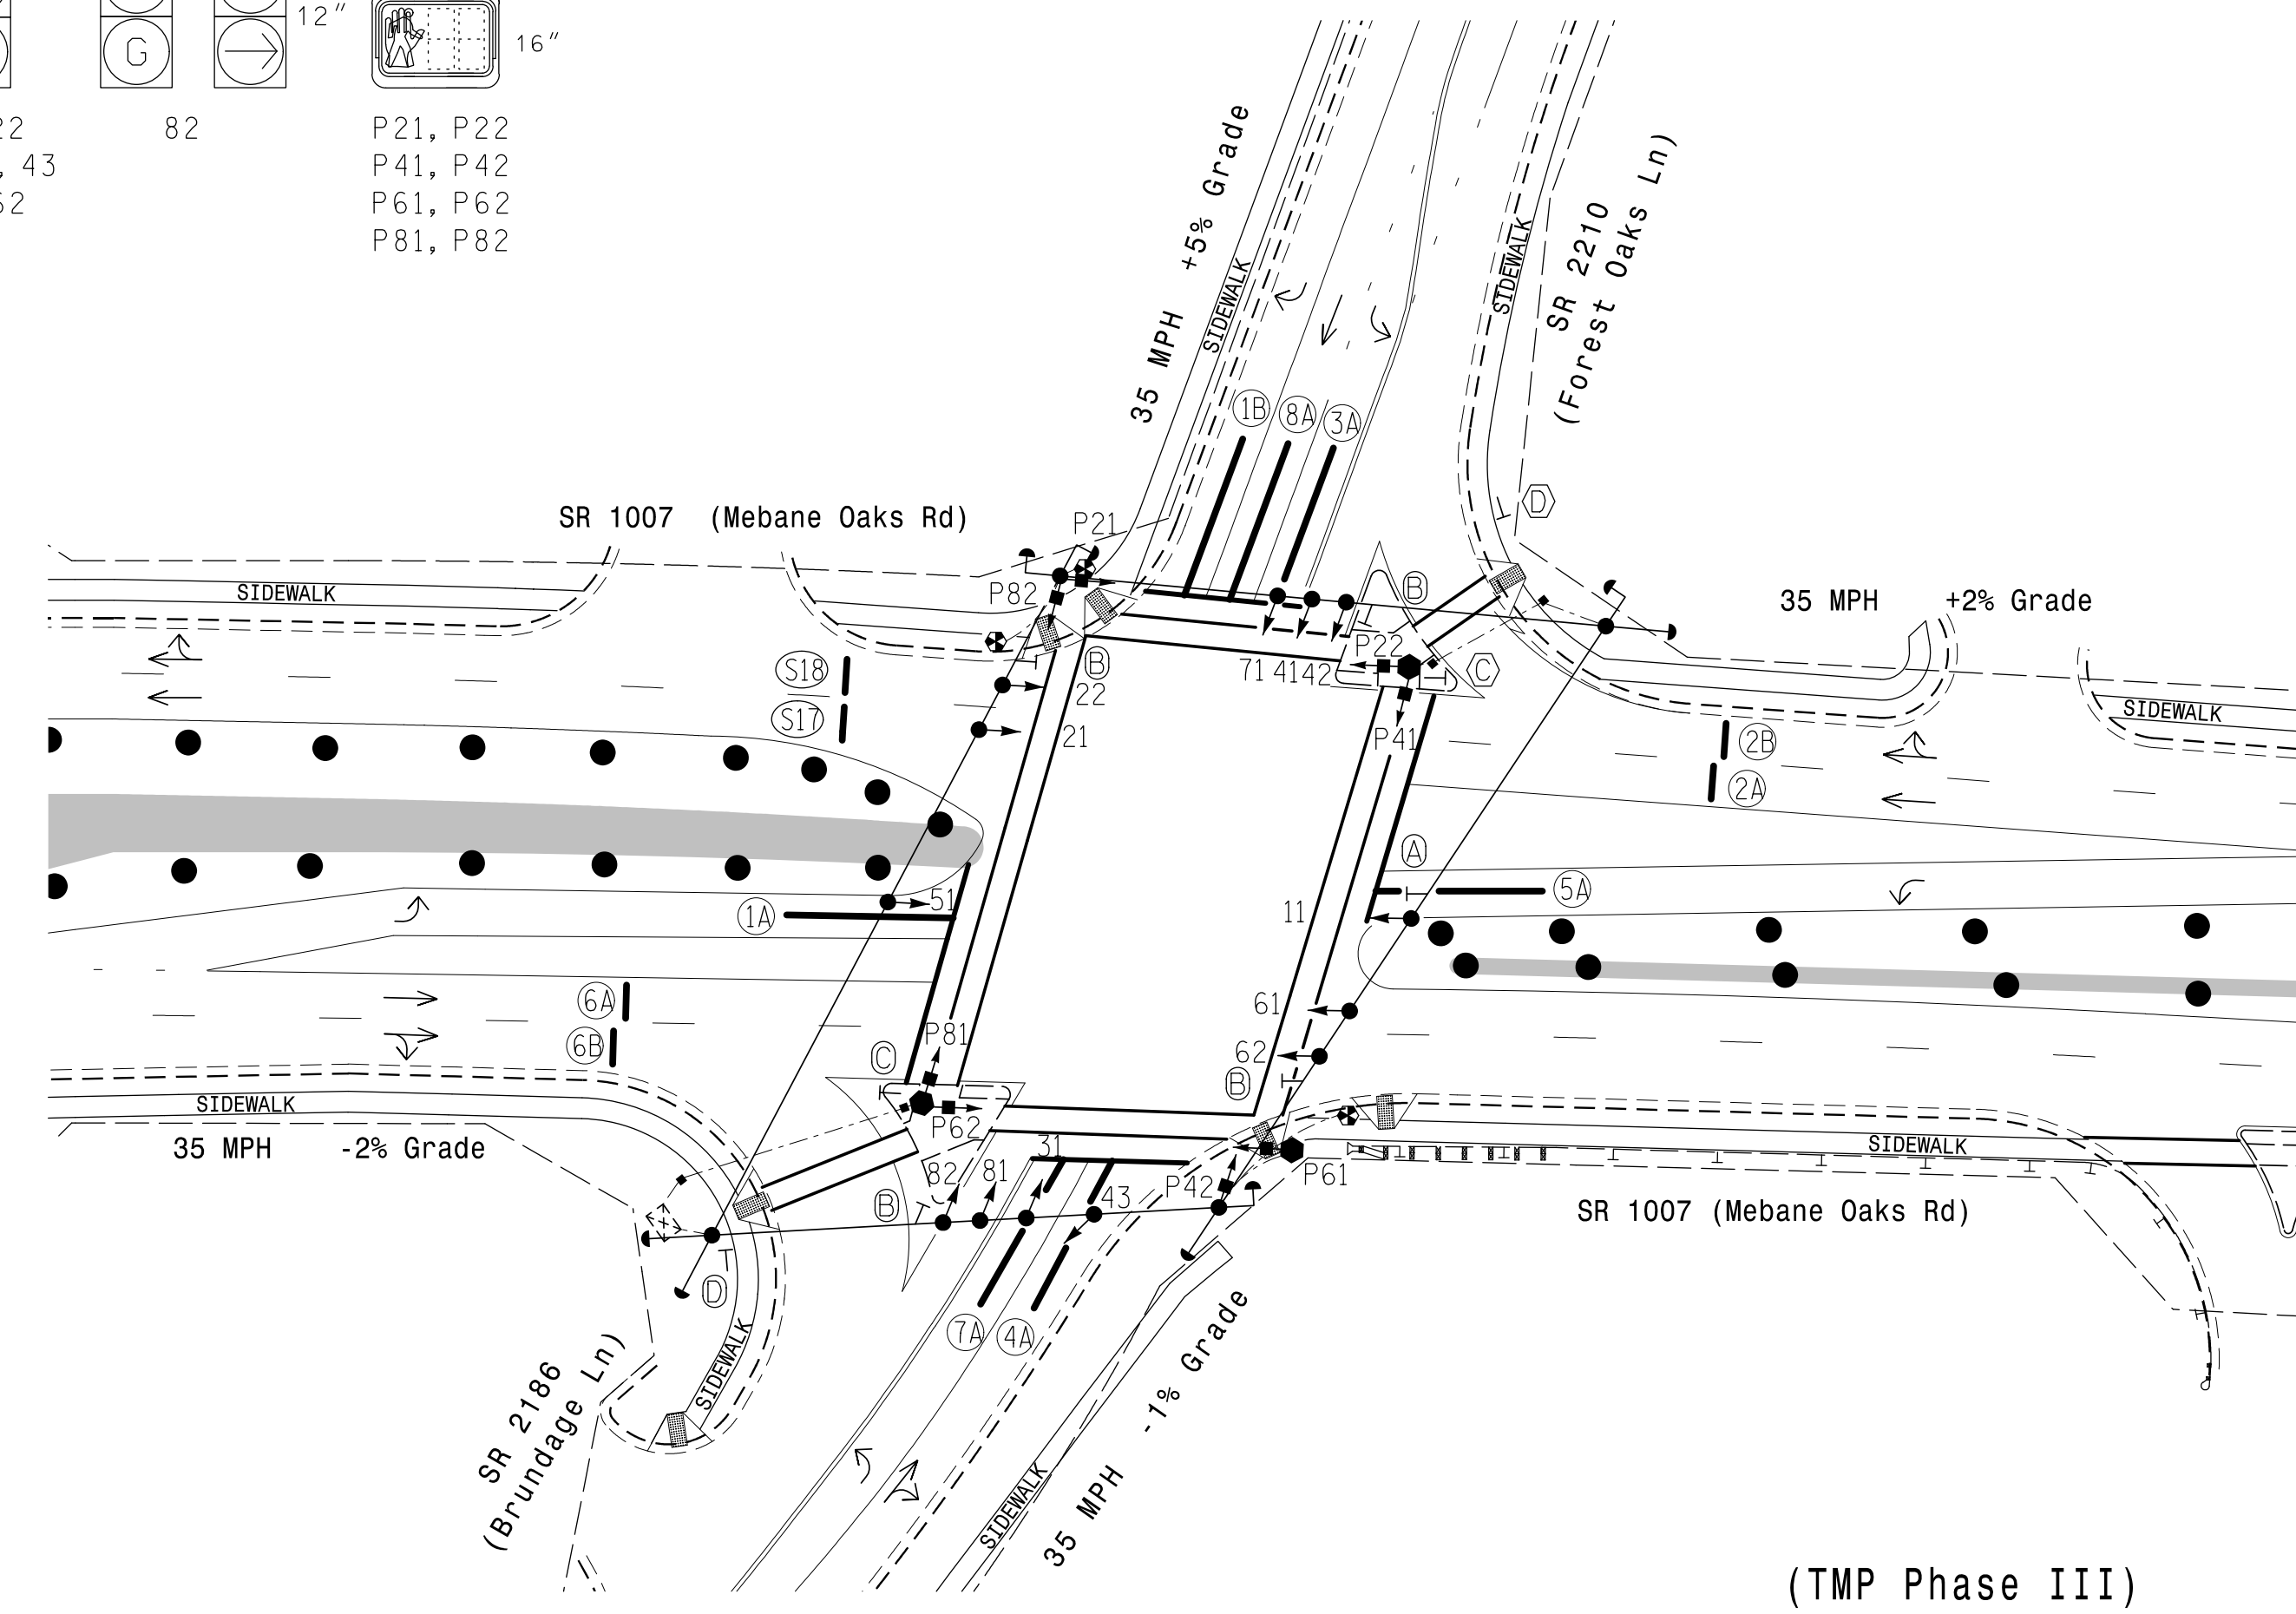 12"
G
16"
22
82
P21, P22
, 43
P41, P42
62
P61, P62
P81, P82
35 MPH +5% Grade
SIDEWALK
SIDEWALK
SR 2210
(Forest Oaks Ln)
1B
8A
3A
SR 1007 (Mebane Oaks Rd)
P21
D
SIDEWALK
P82
B
35 MPH +2% Grade
S18
B
22
71
41
42
P22
C
S17
21
P41
2B
SIDEWALK
2A
A
51
1A
11
5A
6A
61
6B
P81
C
62
B
SIDEWALK
35 MPH -2% Grade
P62
31
82
81
P42
P61
SIDEWALK
B
43
SR 1007 (Mebane Oaks Rd)
D
7A
4A
SIDEWALK
SR 2186
(Brundage Ln)
SIDEWALK
35 MPH -1% Grade
(TMP Phase III)